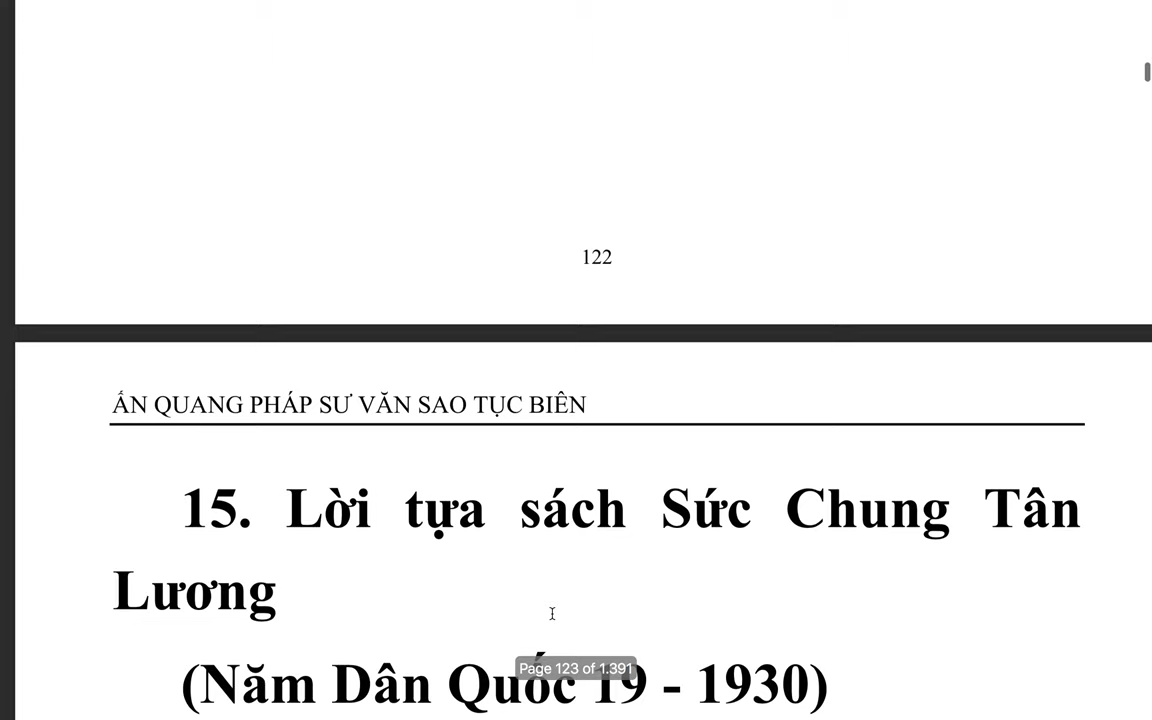 122
ẤN QUANG PHÁP SƯ VĂN SAO TỤC BIÊN
15. Lời tựa sách Sức Chung Tân
Lương
(Năm Dân Quốc 19 - 1930)
Page 123 of 1.391